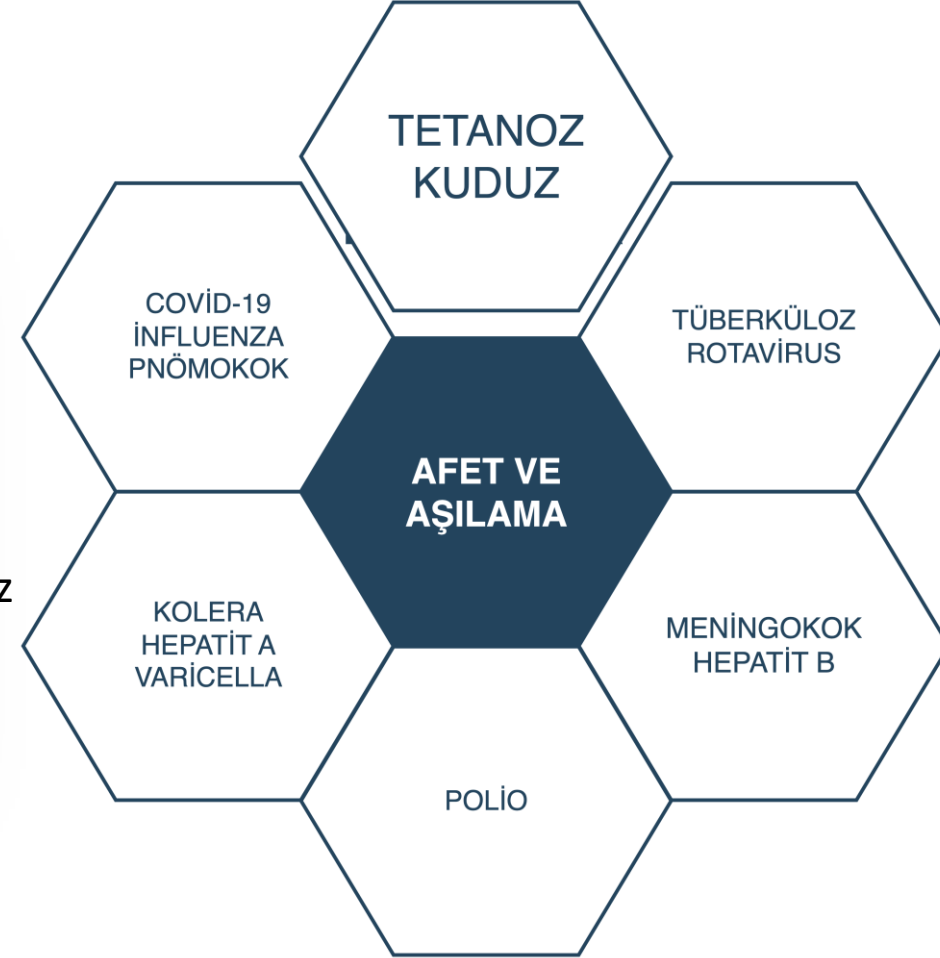 TETANOZ
KUDUZ
COVİD-19
İNFLUENZA
PNÖMOKOK
TÜBERKÜLOZ
ROTAVİRUS
AFET VE
AŞILAMA
KOLERA
HEPATİT A
VARİCELLA
MENİNGOKOK
HEPATİT B
POLİO